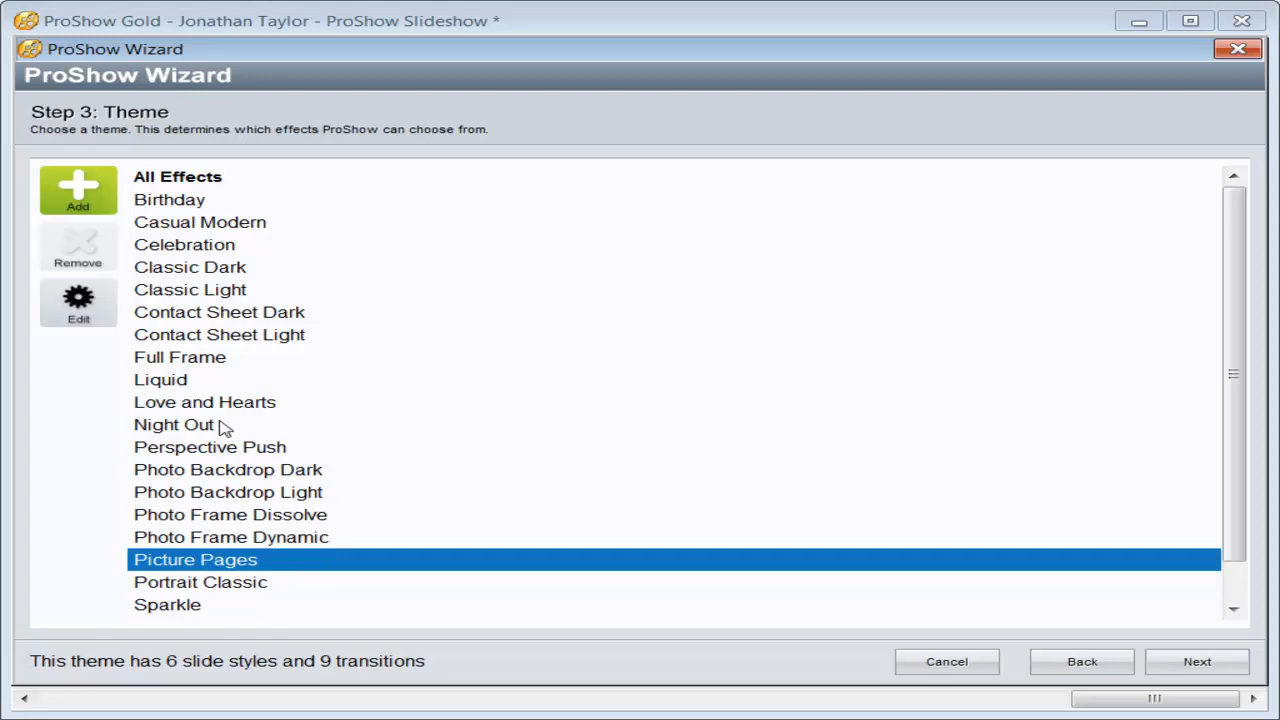 ProShow Gold - Jonathan Taylor - ProShow Slideshow *
ProShow Wizard
ProShow Wizard
Step 3: Theme
Choose a theme. This determines which effects ProShow can choose from.
Add
Remove
Edit
All Effects
Birthday
Casual Modern
Celebration
Classic Dark
Classic Light
Contact Sheet Dark
Contact Sheet Light
Full Frame
Liquid
Love and Hearts
Night Out
Perspective Push
Photo Backdrop Dark
Photo Backdrop Light
Photo Frame Dissolve
Photo Frame Dynamic
Picture Pages
Portrait Classic
Sparkle
This theme has 6 slide styles and 9 transitions
Cancel
Back
Next